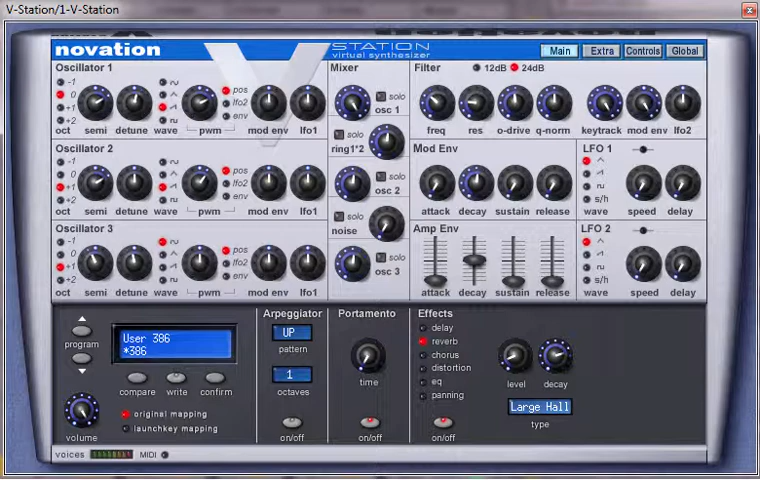 V-Station/1-V-Station
novation
STATION
virtual synthesizer
Main Extra Controls Global
Oscillator 1
-1
0
+1
+2
oct semi detune wave pwm
pos
lfo2
env
mod env lfo1
Mixer
solo
osc 1
solo
ring1*2
solo
osc 2
solo
noise
solo
osc 3
Filter 12dB 24dB
freq res o-drive q-norm keytrack mod env lfo2
Oscillator 2
-1
0
+1
+2
oct semi detune wave pwm
pos
lfo2
env
mod env lfo1
Mod Env
attack decay sustain release
LFO 1
s/h
wave speed delay
Oscillator 3
-1
0
+1
+2
oct semi detune wave pwm
pos
lfo2
env
mod env lfo1
Amp Env
attack decay sustain release
LFO 2
s/h
wave speed delay
program
User 386
*386
compare write confirm
volume
original mapping
launchkey mapping
Arpeggiator
UP
pattern
1
octaves
on/off
Portamento
time
on/off
Effects
delay
reverb
chorus
distortion
eq
panning
on/off
level decay
Large Hall
type
voices MIDI